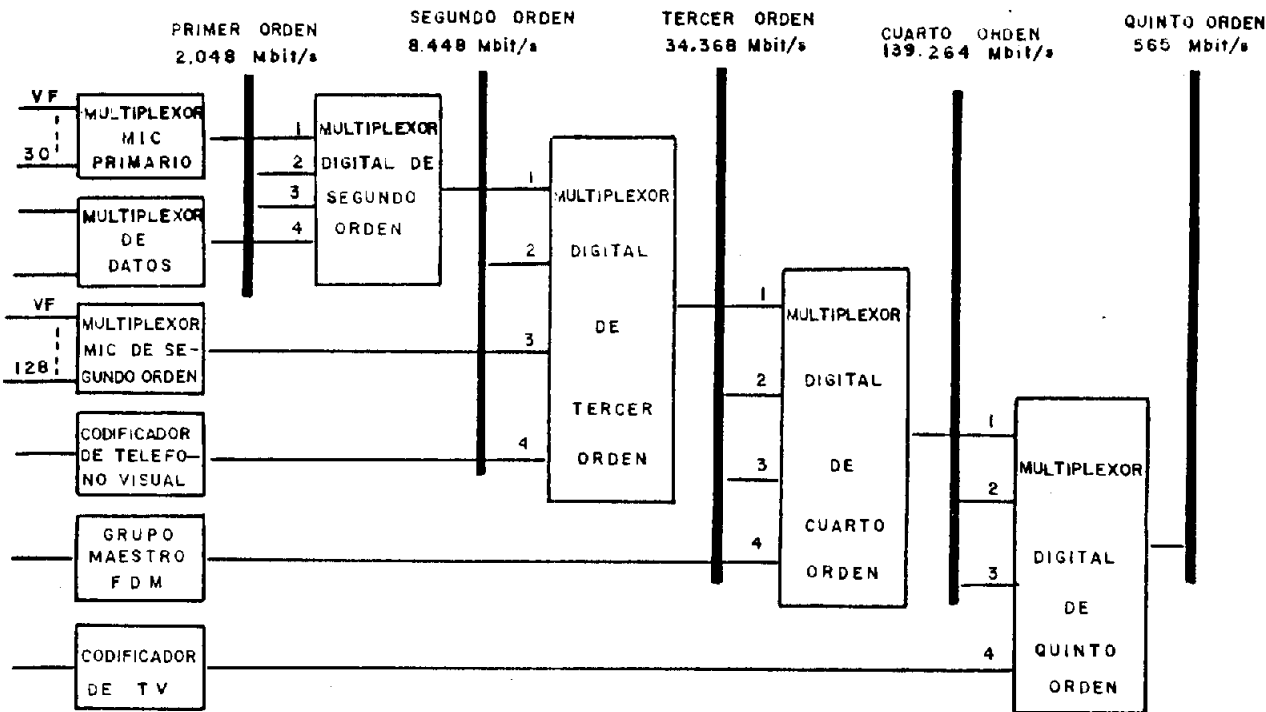 PRIMER ORDEN
2,048 Mbit/s
SEGUNDO ORDEN
8.448 Mbit/s
TERCER ORDEN
34.368 Mbit/s
CUARTO ORDEN
139.264 Mbit/s
QUINTO ORDEN
565 Mbit/s
VF
30
MULTIPLEXOR
MIC
PRIMARIO
MULTIPLEXOR
DE
DATOS
VF
128
MULTIPLEXOR
MIC DE SE-
GUNDO ORDEN
CODIFICADOR
DE TELEFO-
NO VISUAL
GRUPO
MAESTRO
FDM
CODIFICADOR
DE TV
1
2
3
4
MULTIPLEXOR
DIGITAL DE
SEGUNDO
ORDEN
1
2
3
4
MULTIPLEXOR
DIGITAL
DE
TERCER
ORDEN
1
2
3
4
MULTIPLEXOR
DIGITAL
DE
CUARTO
ORDEN
1
2
3
4
MULTIPLEXOR
DIGITAL
DE
QUINTO
ORDEN